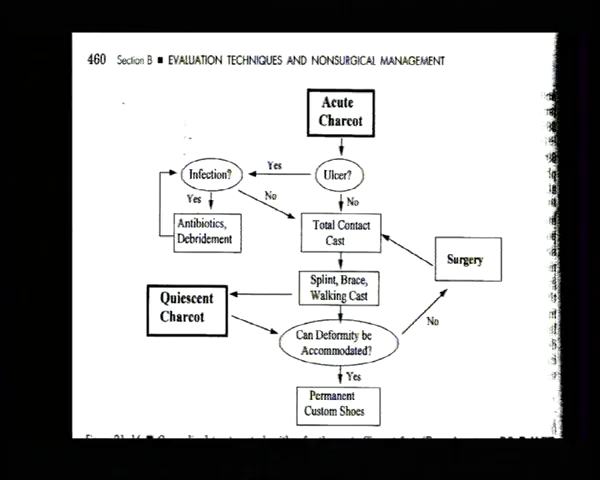 460 Section B ■ EVALUATION TECHNIQUES AND NONSURGICAL MANAGEMENT
Acute
Charcot
Infection?
Yes
Ulcer?
Yes
No
No
Antibiotics,
Debridement
Total Contact
Cast
Surgery
Splint, Brace,
Walking Cast
Quiescent
Charcot
No
Can Deformity be
Accommodated?
Yes
Permanent
Custom Shoes